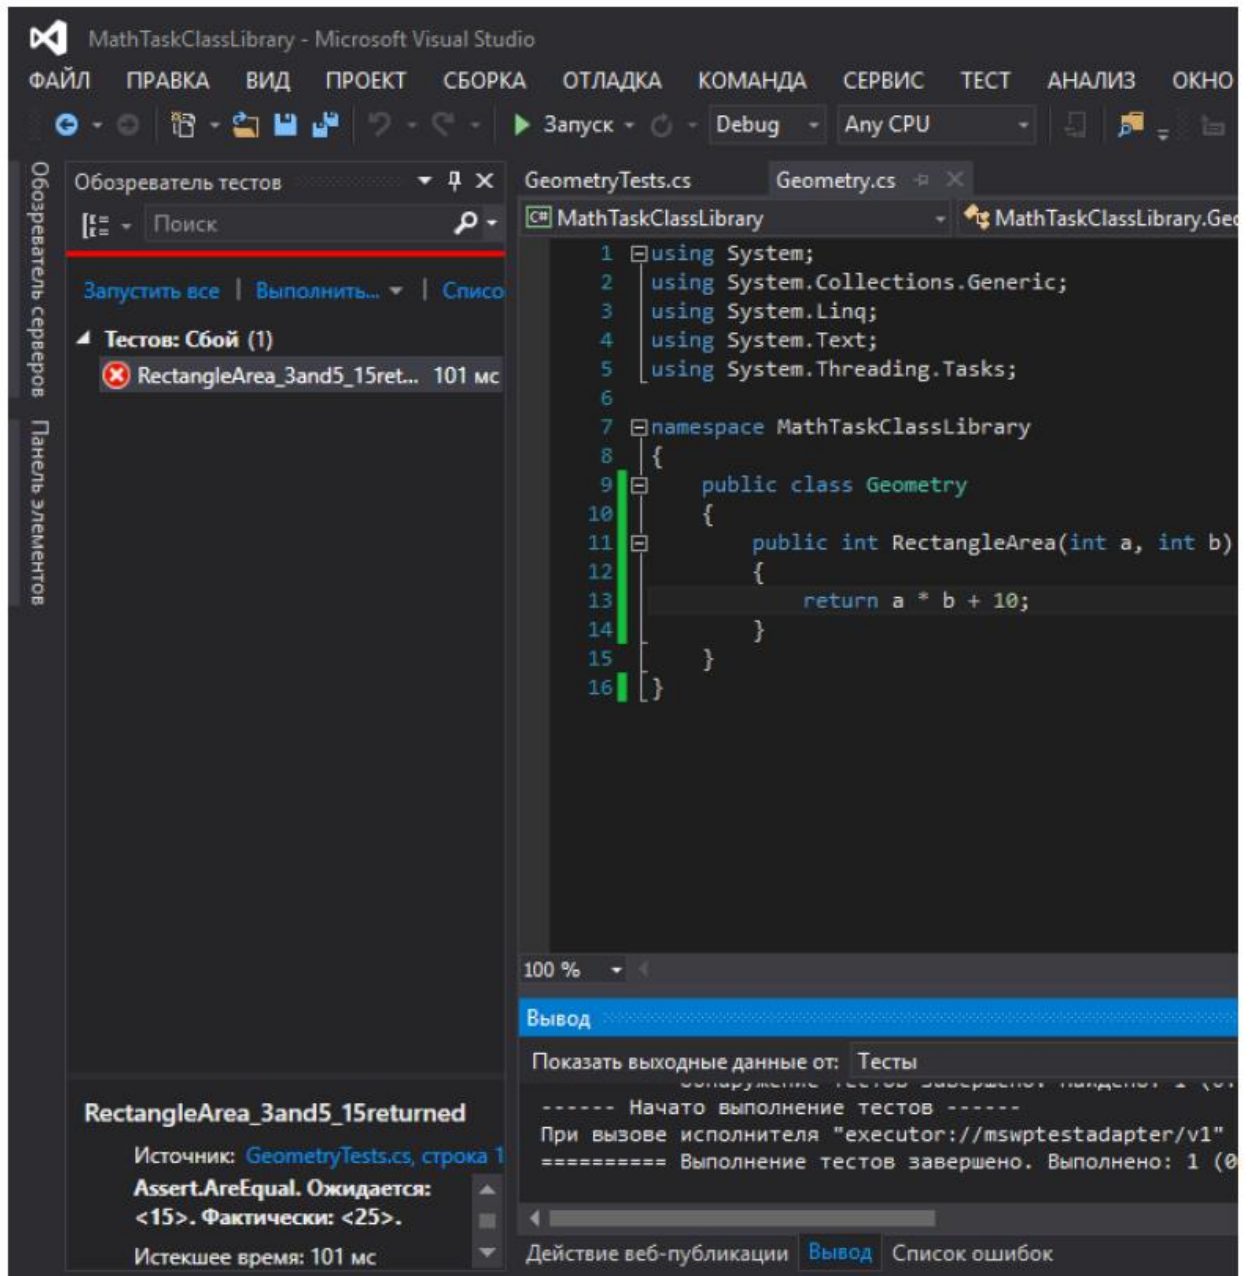 MathTaskClassLibrary - Microsoft Visual Studio
ФАЙЛ ПРАВКА ВИД ПРОЕКТ СБОРКА ОТЛАДКА КОМАНДА СЕРВИС ТЕСТ АНАЛИЗ ОКНО
Запуск Debug Any CPU
Обозреватель серверов
Панель элементов
Обозреватель тестов
Поиск
Запустить все | Выполнить... | Списо
Тестов: Сбой (1)
RectangleArea_3and5_15ret... 101 мс
RectangleArea_3and5_15returned
Источник: GeometryTests.cs, строка 1
Assert.AreEqual. Ожидается:
<15>. Фактически: <25>.
Истекшее время: 101 мс
GeometryTests.cs Geometry.cs
C# MathTaskClassLibrary MathTaskClassLibrary.Geo
1 using System;
2 using System.Collections.Generic;
3 using System.Linq;
4 using System.Text;
5 using System.Threading.Tasks;
6
7 namespace MathTaskClassLibrary
8 {
9 public class Geometry
10 {
11 public int RectangleArea(int a, int b)
12 {
13 return a * b + 10;
14 }
15 }
16 }
100 %
Вывод
Показать выходные данные от: Тесты
------ Начато выполнение тестов ------
При вызове исполнителя "executor://mswptestadapter/v1"
========== Выполнение тестов завершено. Выполнено: 1 (0
Действие веб-публикации Вывод Список ошибок